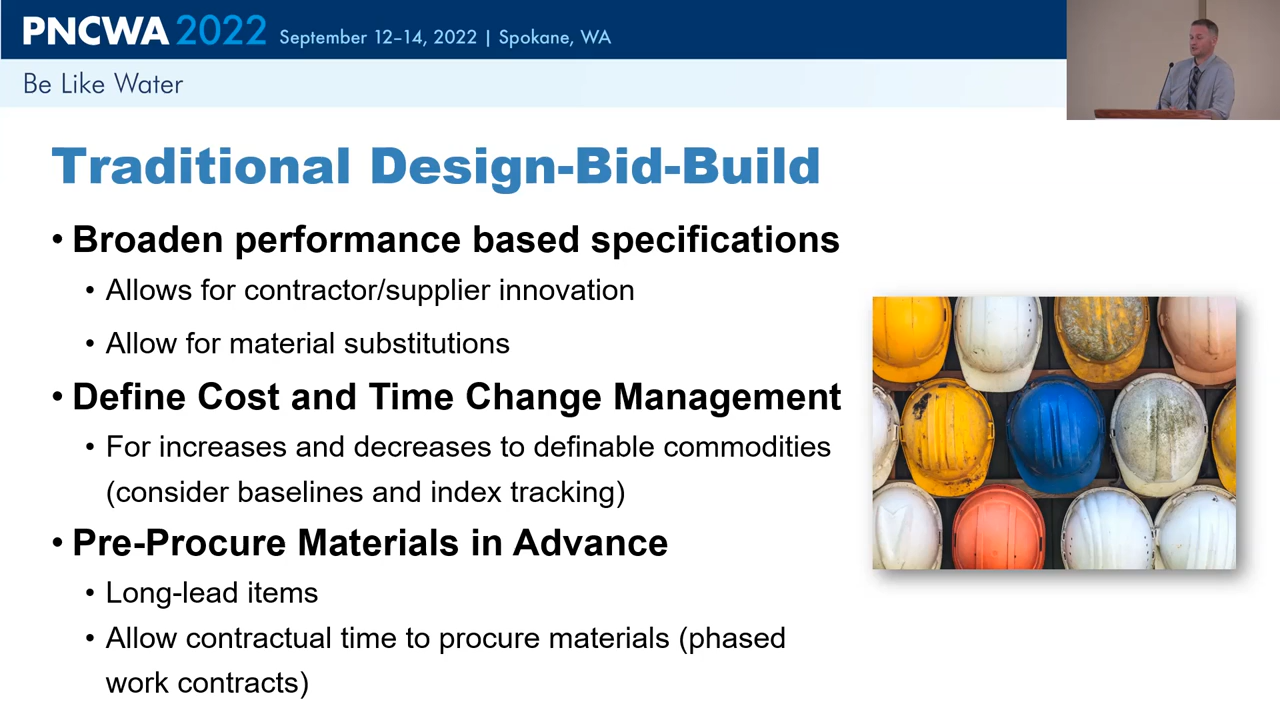 PNCWA 2022 September 12–14, 2022 | Spokane, WA
Be Like Water
Traditional Design-Bid-Build
• Broaden performance based specifications
• Allows for contractor/supplier innovation
• Allow for material substitutions
• Define Cost and Time Change Management
• For increases and decreases to definable commodities
(consider baselines and index tracking)
• Pre-Procure Materials in Advance
• Long-lead items
• Allow contractual time to procure materials (phased
work contracts)